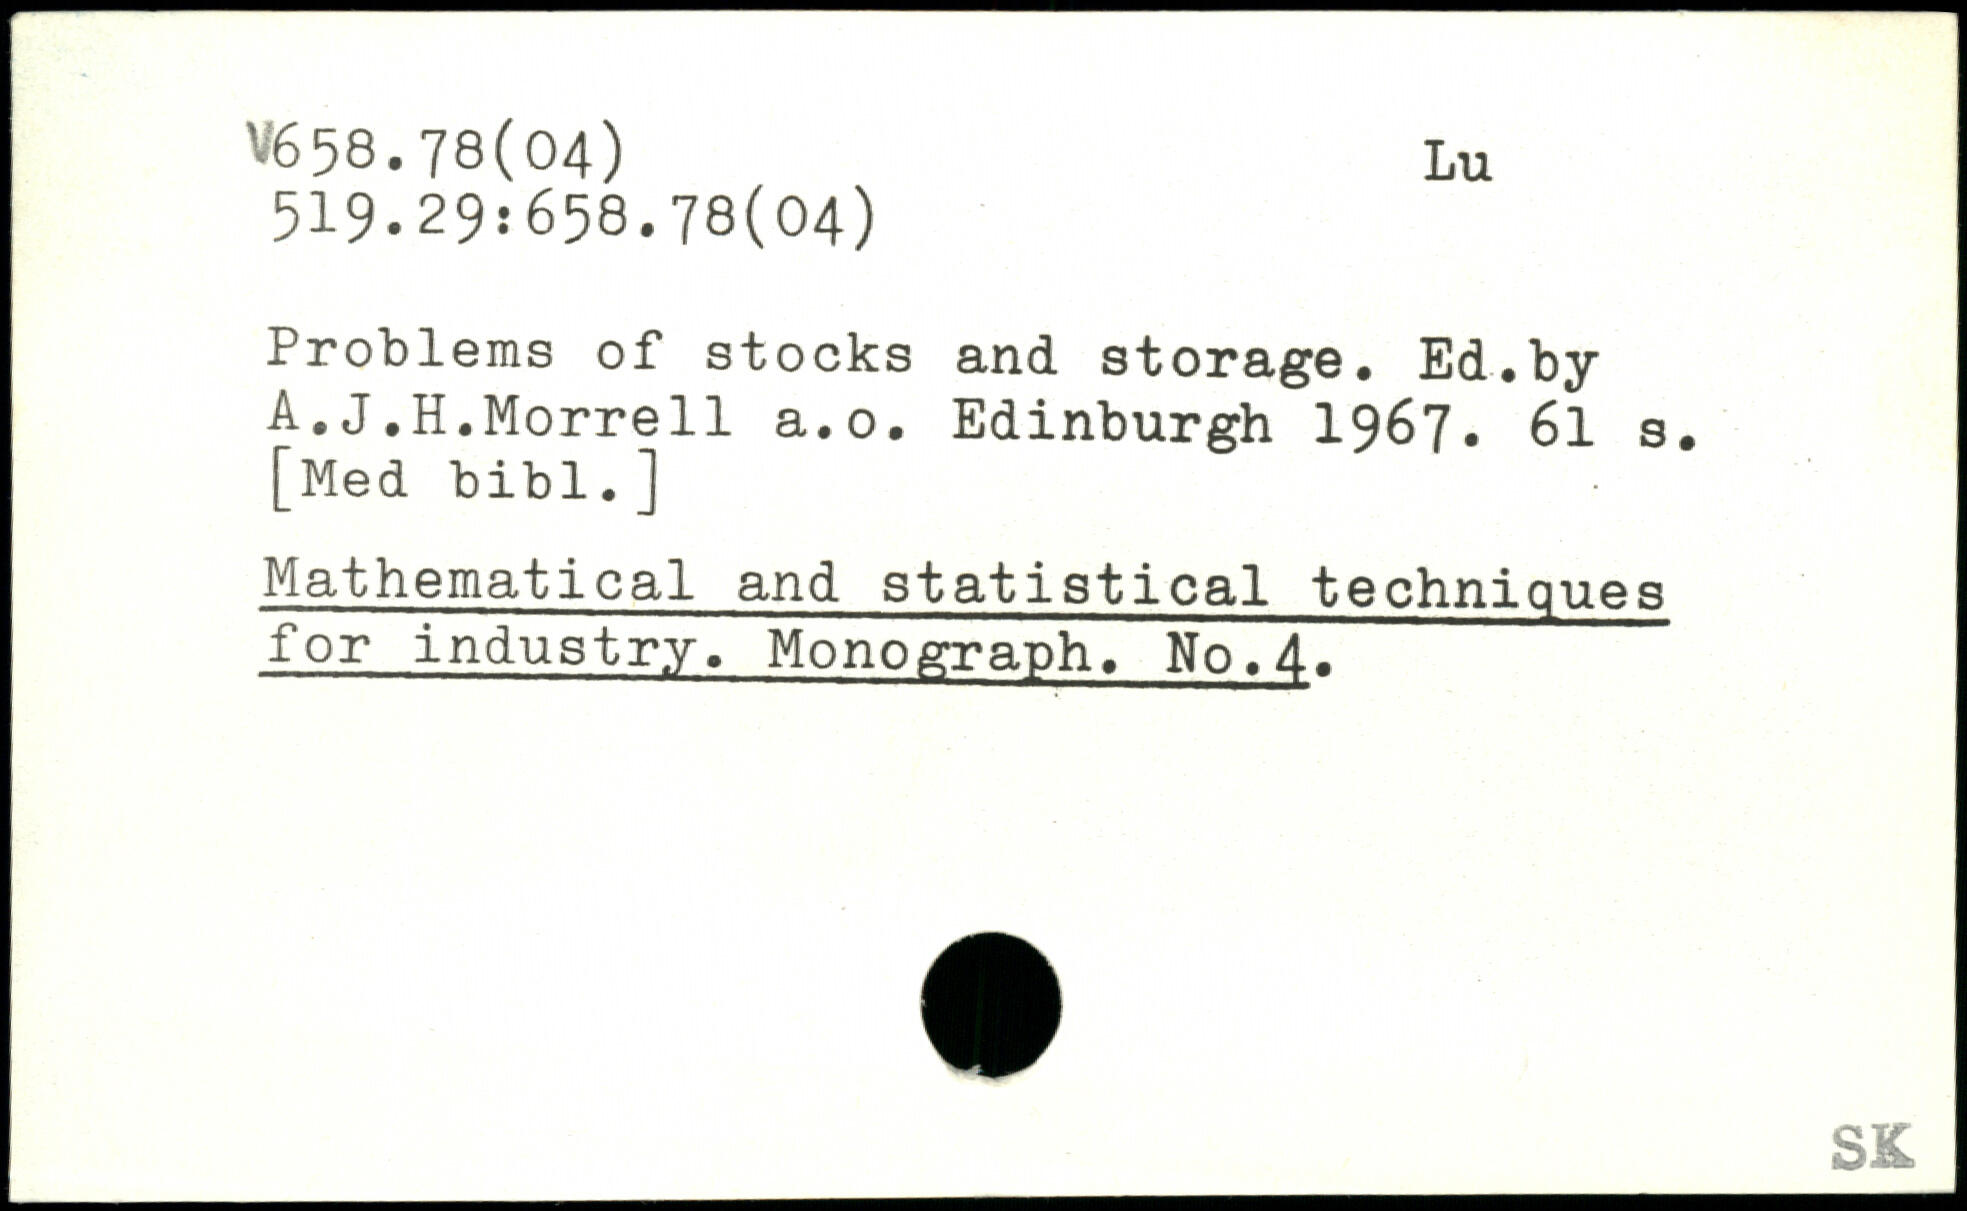 V658.78(04) Lu
519.29:658.78(04)
Problems of stocks and storage. Ed.by
A.J.H.Morrell a.o. Edinburgh 1967. 61 s.
[Med bibl.]
Mathematical and statistical techniques
for industry. Monograph. No.4.
SK